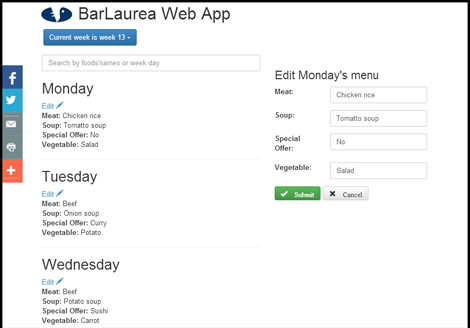 BarLaurea Web App
Current week is week 13
Search by foods'names or week day
Monday
Edit
Meat: Chicken rice
Soup: Tomatto soup
Special Offer: No
Vegetable: Salad
Tuesday
Edit
Meat: Beef
Soup: Onion soup
Special Offer: Curry
Vegetable: Potato
Wednesday
Edit
Meat: Beef
Soup: Potato soup
Special Offer: Sushi
Vegetable: Carrot
Edit Monday's menu
Meat: Chicken rice
Soup: Tomatto soup
Special No
Offer:
Vegetable: Salad
Submit Cancel